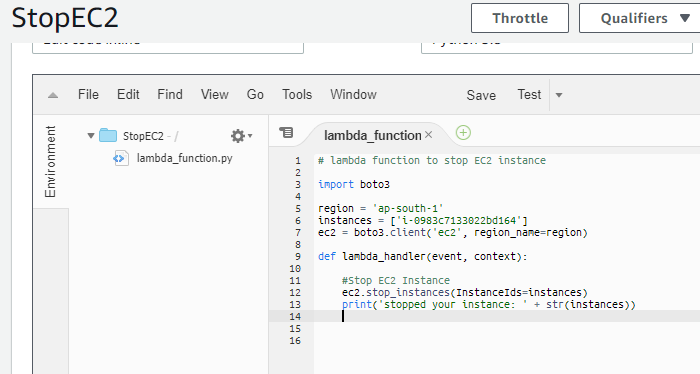 StopEC2
Throttle
Qualifiers
File Edit Find View Go Tools Window Save Test
Environment
StopEC2 - /
lambda_function.py
lambda_function
1 # lambda function to stop EC2 instance
2
3 import boto3
4
5 region = 'ap-south-1'
6 instances = ['i-0983c7133022bd164']
7 ec2 = boto3.client('ec2', region_name=region)
8
9 def lambda_handler(event, context):
10
11 #Stop EC2 Instance
12 ec2.stop_instances(InstanceIds=instances)
13 print('stopped your instance: ' + str(instances))
14
15
16